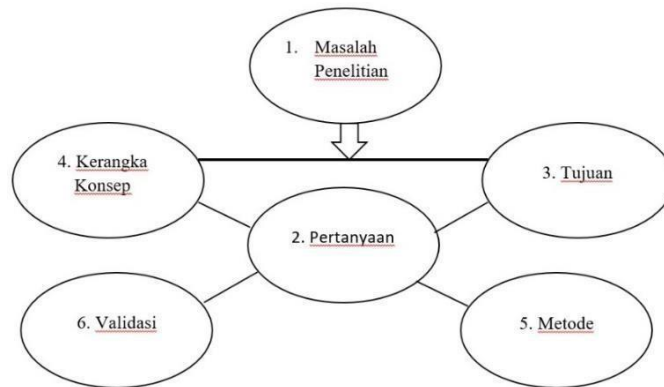 1. Masalah
Penelitian
4. Kerangka
Konsep
3. Tujuan
2. Pertanyaan
6. Validasi
5. Metode